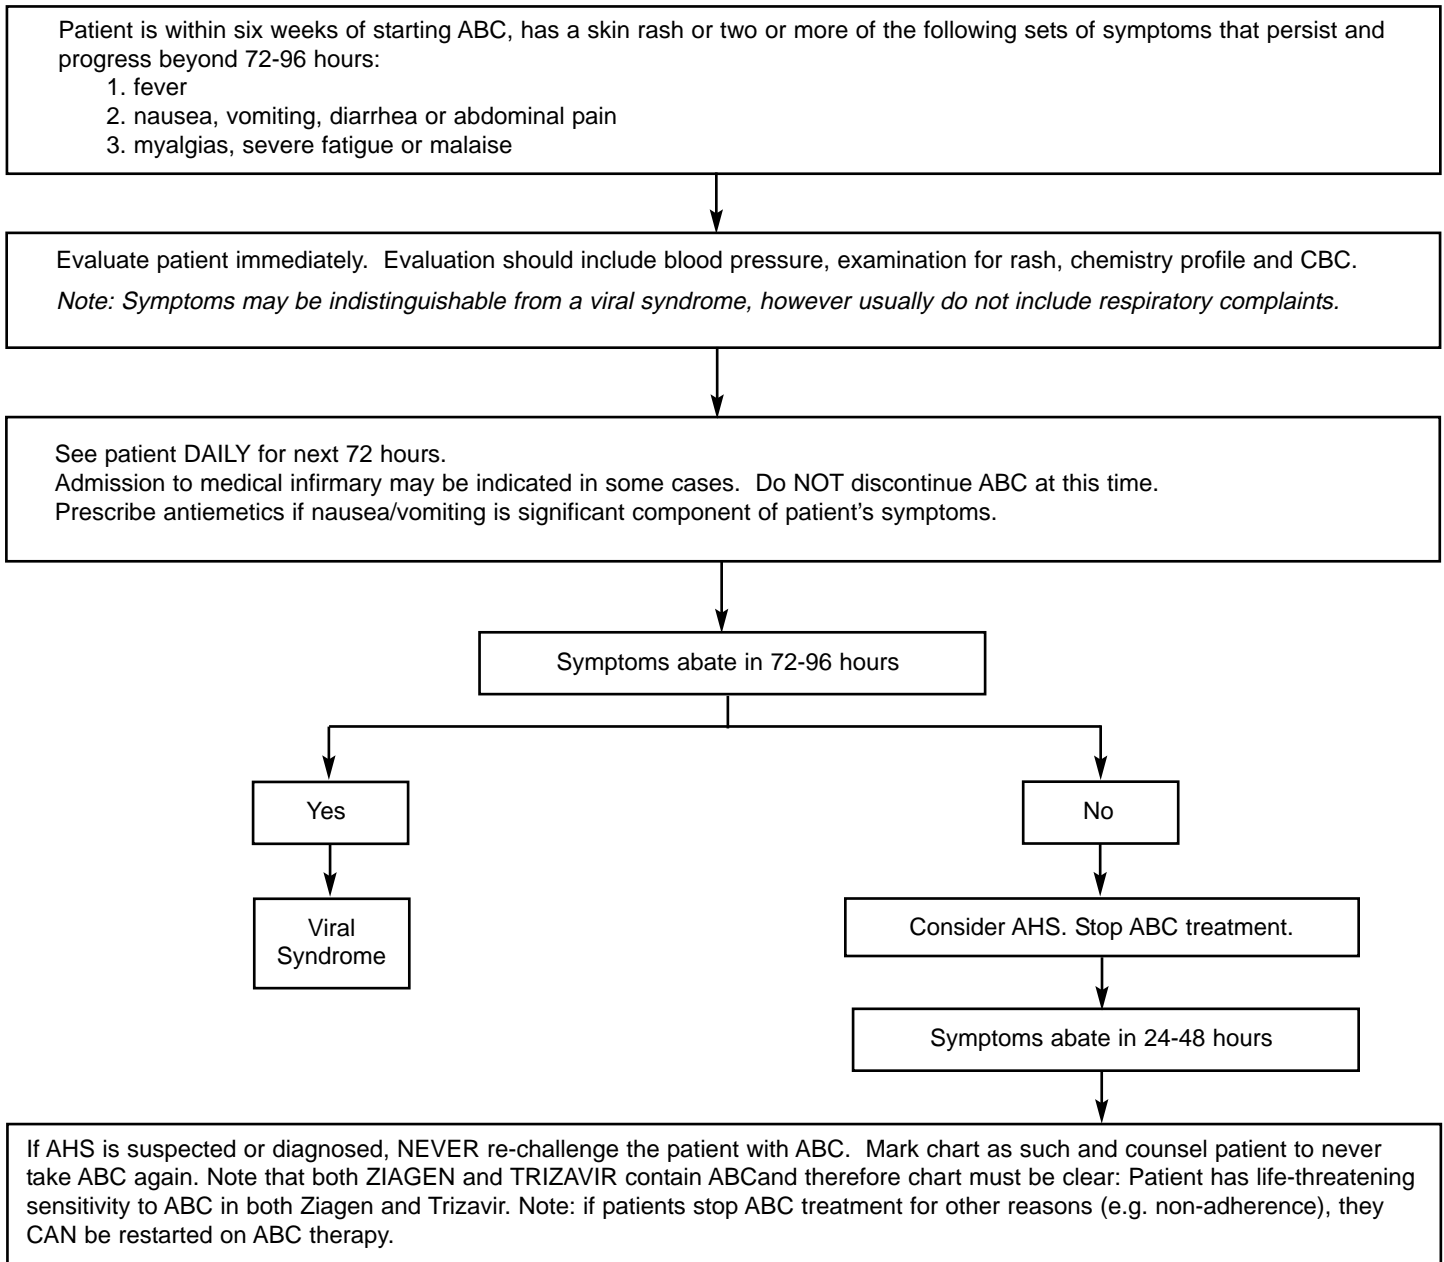 Patient is within six weeks of starting ABC, has a skin rash or two or more of the following sets of symptoms that persist and
progress beyond 72-96 hours:
1. fever
2. nausea, vomiting, diarrhea or abdominal pain
3. myalgias, severe fatigue or malaise
Evaluate patient immediately.  Evaluation should include blood pressure, examination for rash, chemistry profile and CBC.
Note: Symptoms may be indistinguishable from a viral syndrome, however usually do not include respiratory complaints.
See patient DAILY for next 72 hours.
Admission to medical infirmary may be indicated in some cases.  Do NOT discontinue ABC at this time.
Prescribe antiemetics if nausea/vomiting is significant component of patient's symptoms.
Symptoms abate in 72-96 hours
Yes
No
Viral
Syndrome
Consider AHS. Stop ABC treatment.
Symptoms abate in 24-48 hours
If AHS is suspected or diagnosed, NEVER re-challenge the patient with ABC.  Mark chart as such and counsel patient to never
take ABC again. Note that both ZIAGEN and TRIZAVIR contain ABCand therefore chart must be clear: Patient has life-threatening
sensitivity to ABC in both Ziagen and Trizavir. Note: if patients stop ABC treatment for other reasons (e.g. non-adherence), they
CAN be restarted on ABC therapy.